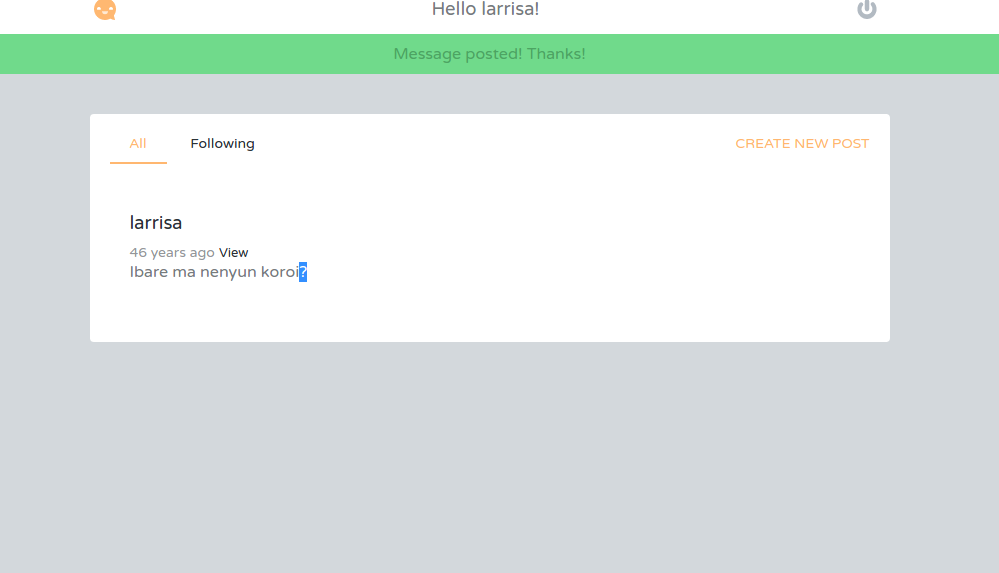 Hello larrisa!
Message posted! Thanks!
All Following CREATE NEW POST
larrisa
46 years ago View
Ibare ma nenyun koroi?